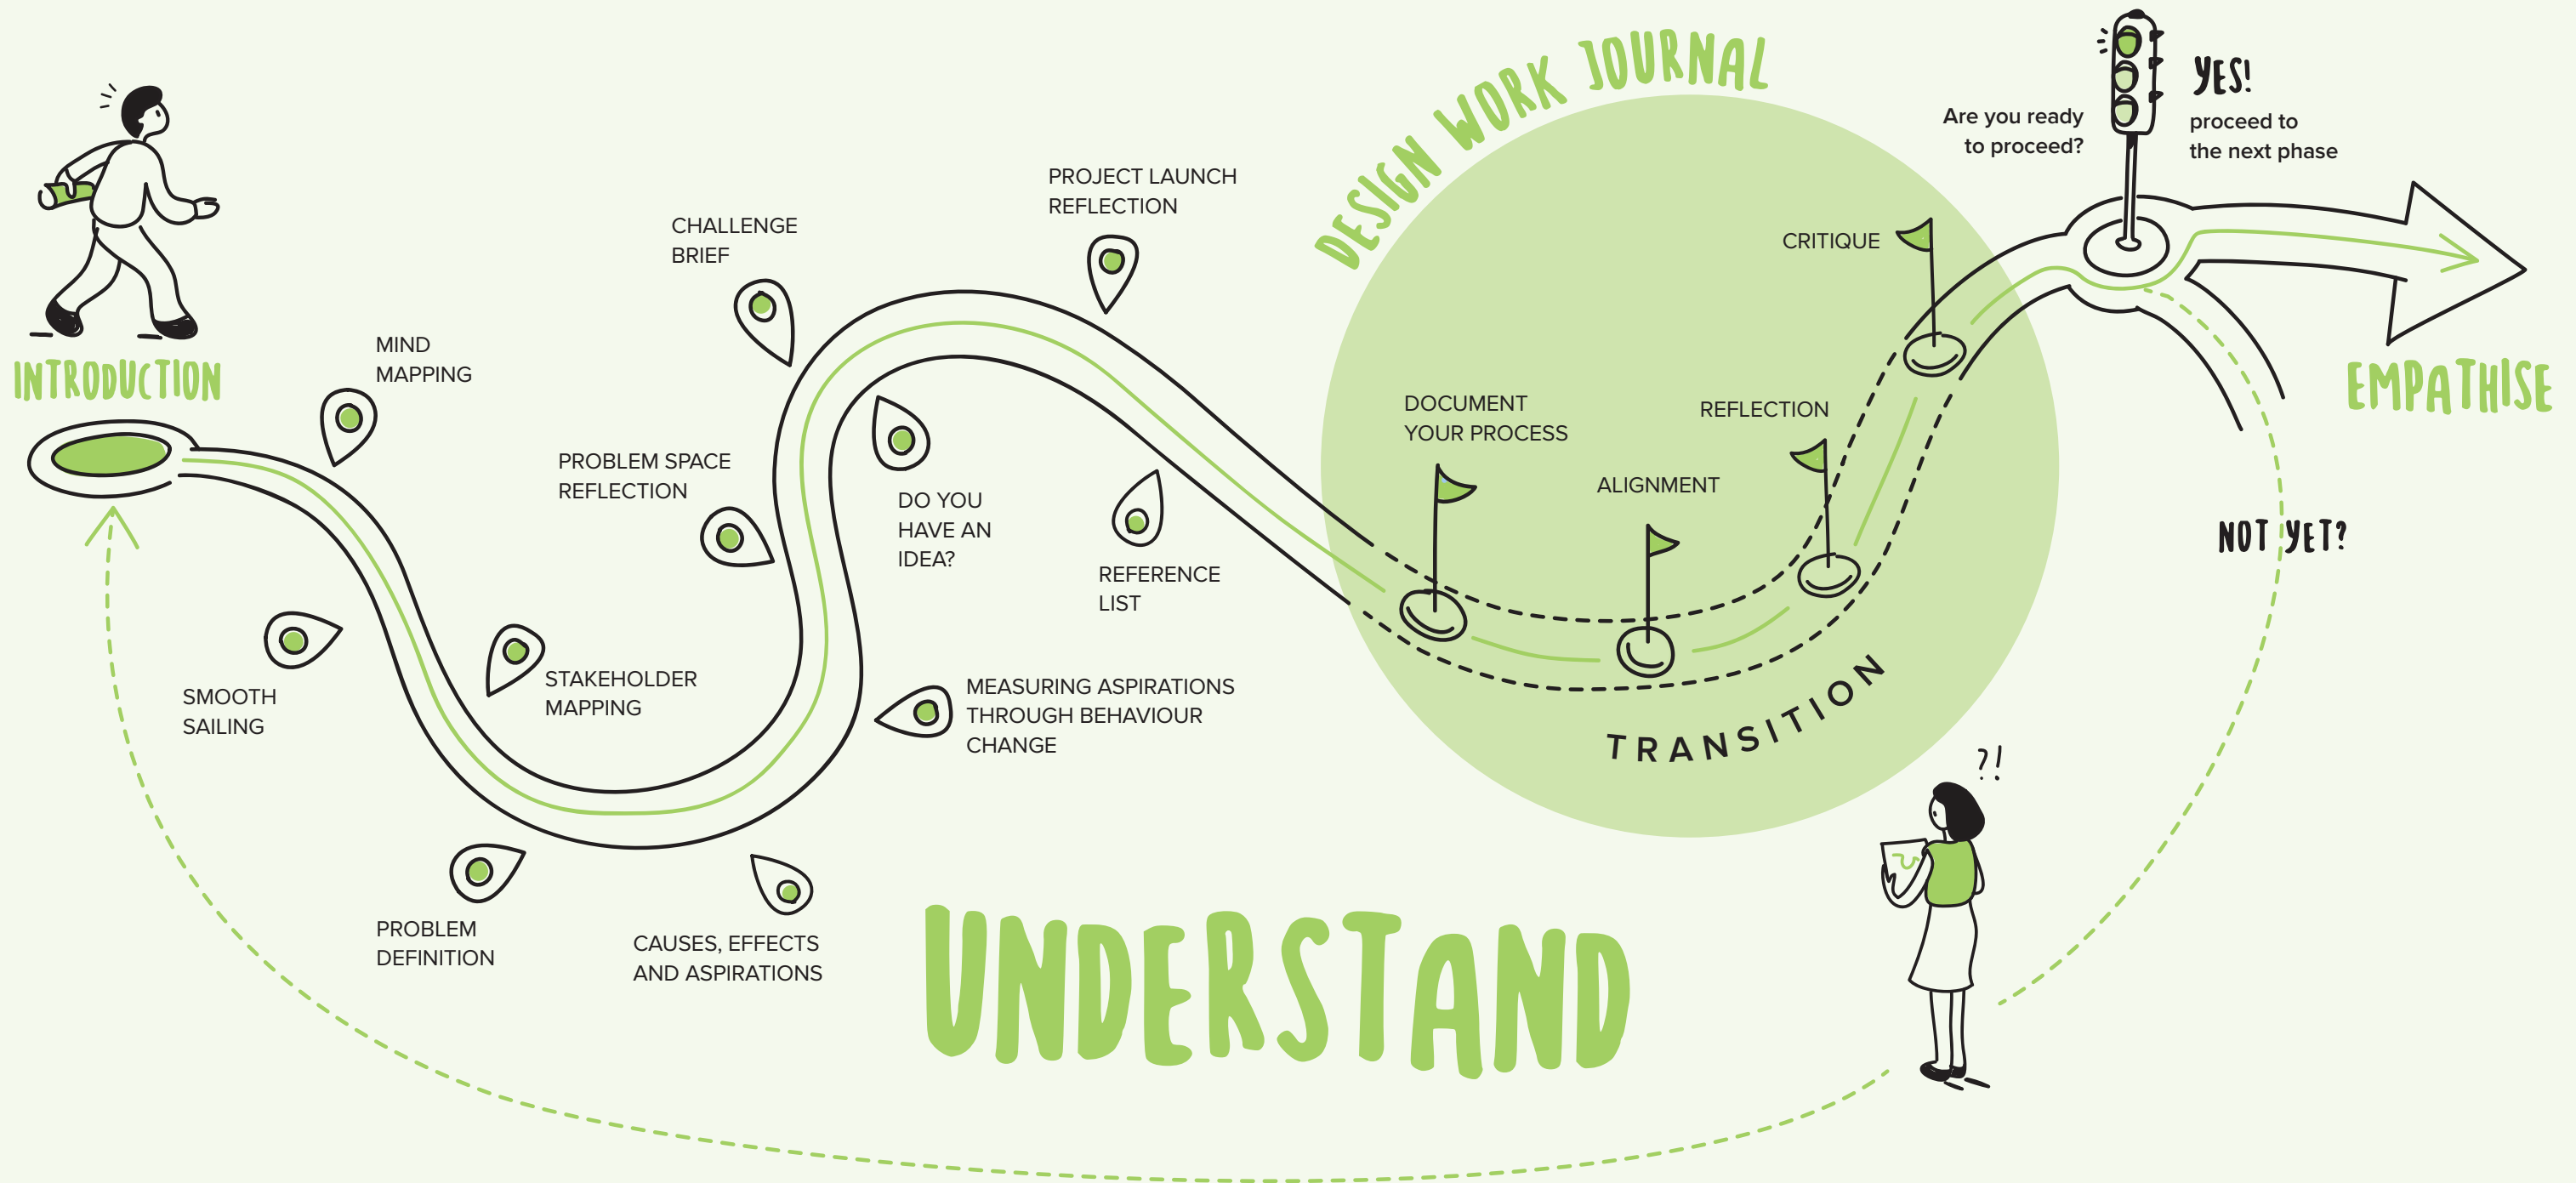 INTRODUCTION
MIND
MAPPING
SMOOTH
SAILING
STAKEHOLDER
MAPPING
PROBLEM
DEFINITION
CAUSES, EFFECTS
AND ASPIRATIONS
MEASURING ASPIRATIONS
THROUGH BEHAVIOUR
CHANGE
PROBLEM SPACE
REFLECTION
DO YOU
HAVE AN
IDEA?
CHALLENGE
BRIEF
PROJECT LAUNCH
REFLECTION
REFERENCE
LIST
DESIGN WORK JOURNAL
DOCUMENT
YOUR PROCESS
ALIGNMENT
REFLECTION
CRITIQUE
TRANSITION
Are you ready
to proceed?
YES!
proceed to
the next phase
EMPATHISE
NOT YET?
?!
UNDERSTAND